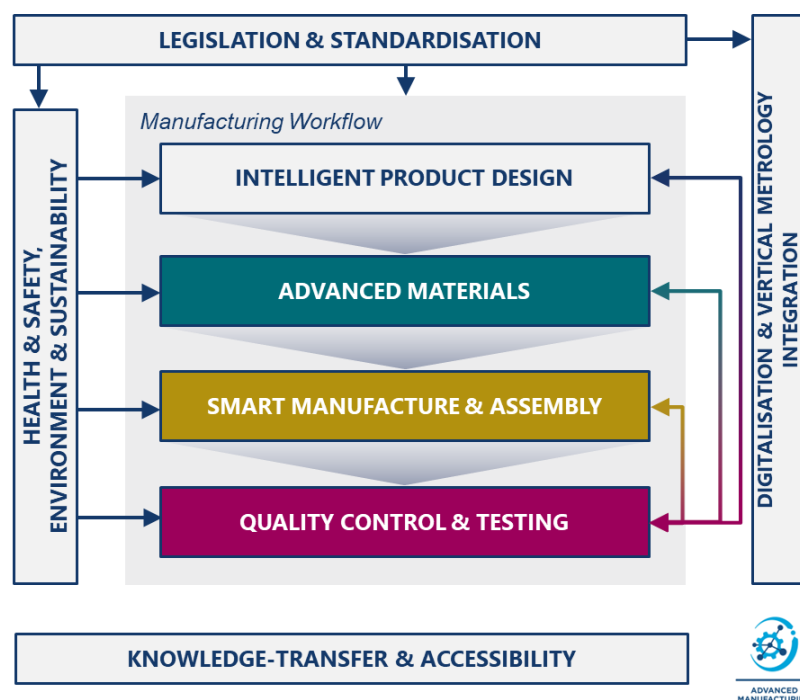 LEGISLATION & STANDARDISATION
Manufacturing Workflow
INTELLIGENT PRODUCT DESIGN
ADVANCED MATERIALS
SMART MANUFACTURE & ASSEMBLY
QUALITY CONTROL & TESTING
HEALTH & SAFETY,
ENVIRONMENT & SUSTAINABILITY
DIGITALISATION & VERTICAL METROLOGY
INTEGRATION
KNOWLEDGE-TRANSFER & ACCESSIBILITY
ADVANCED